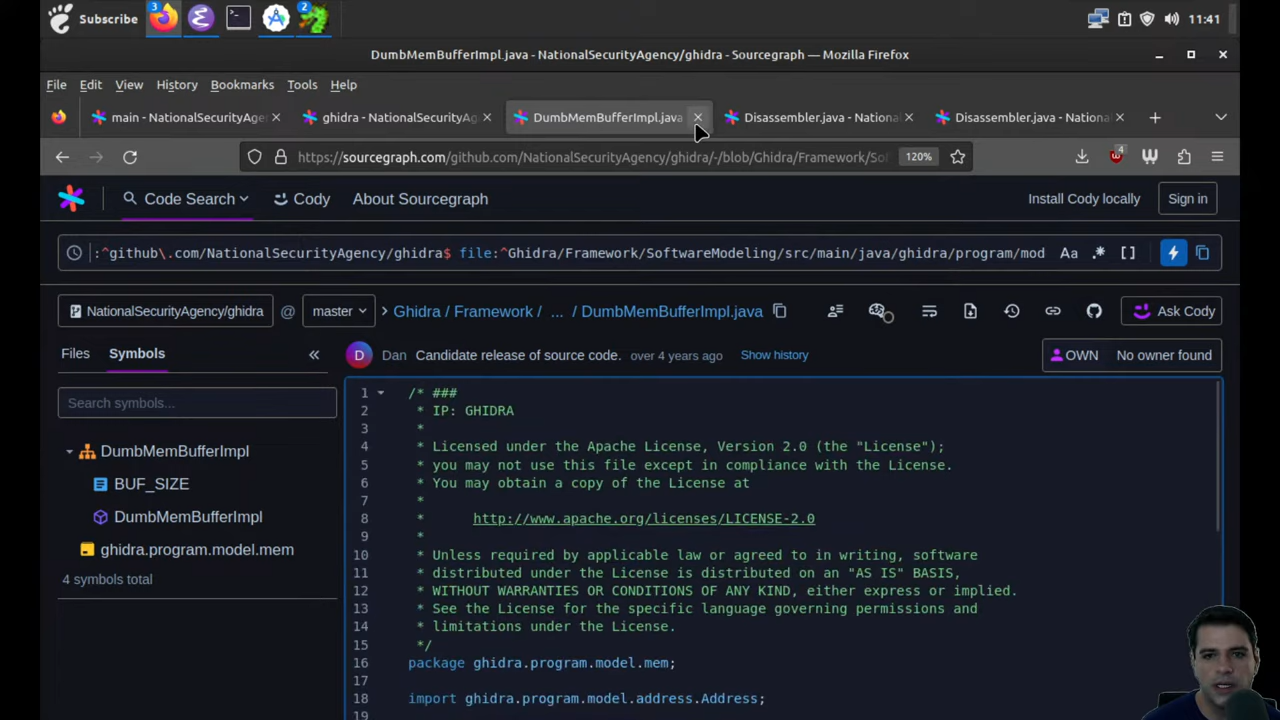 Subscribe
3
2
11:41
DumbMemBufferImpl.java - NationalSecurityAgency/ghidra - Sourcegraph — Mozilla Firefox
File Edit View History Bookmarks Tools Help
main - NationalSecurityAge
ghidra - NationalSecurityAg
DumbMemBufferImpl.java
Disassembler.java - Nationa
Disassembler.java - Nationa
https://sourcegraph.com/github.com/NationalSecurityAgency/ghidra/-/blob/Ghidra/Framework/So
120%
4
Code Search
Cody
About Sourcegraph
Install Cody locally
Sign in
:^github\.com/NationalSecurityAgency/ghidra$ file:^Ghidra/Framework/SoftwareModeling/src/main/java/ghidra/program/mod
Aa .* []
NationalSecurityAgency/ghidra @ master
Ghidra / Framework / ... / DumbMemBufferImpl.java
Ask Cody
Files Symbols
D Dan Candidate release of source code. over 4 years ago Show history
OWN No owner found
Search symbols...
DumbMemBufferImpl
BUF_SIZE
DumbMemBufferImpl
ghidra.program.model.mem
4 symbols total
1 /* ###
2 * IP: GHIDRA
3 *
4 * Licensed under the Apache License, Version 2.0 (the "License");
5 * you may not use this file except in compliance with the License.
6 * You may obtain a copy of the License at
7 *
8 * http://www.apache.org/licenses/LICENSE-2.0
9 *
10 * Unless required by applicable law or agreed to in writing, software
11 * distributed under the License is distributed on an "AS IS" BASIS,
12 * WITHOUT WARRANTIES OR CONDITIONS OF ANY KIND, either express or implied.
13 * See the License for the specific language governing permissions and
14 * limitations under the License.
15 */
16 package ghidra.program.model.mem;
17
18 import ghidra.program.model.address.Address;
19